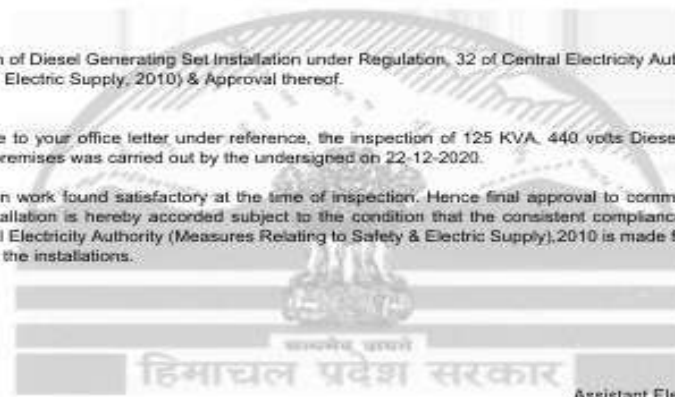 n of Diesel Generating Set Installation under Regulation, 32 of Central Electricity Aut
Electric Supply, 2010) & Approval thereof.
e to your office letter under reference, the inspection of 125 KVA, 440 volts Diese
remises was carried out by the undersigned on 22-12-2020.
n work found satisfactory at the time of inspection. Hence final approval to comm
allation is hereby accorded subject to the condition that the consistent complianc
l Electricity Authority (Measures Relating to Safety & Electric Supply),2010 is made f
the installations.
सत्यमेव जयते
हिमाचल प्रदेश सरकार
Assistant Ele